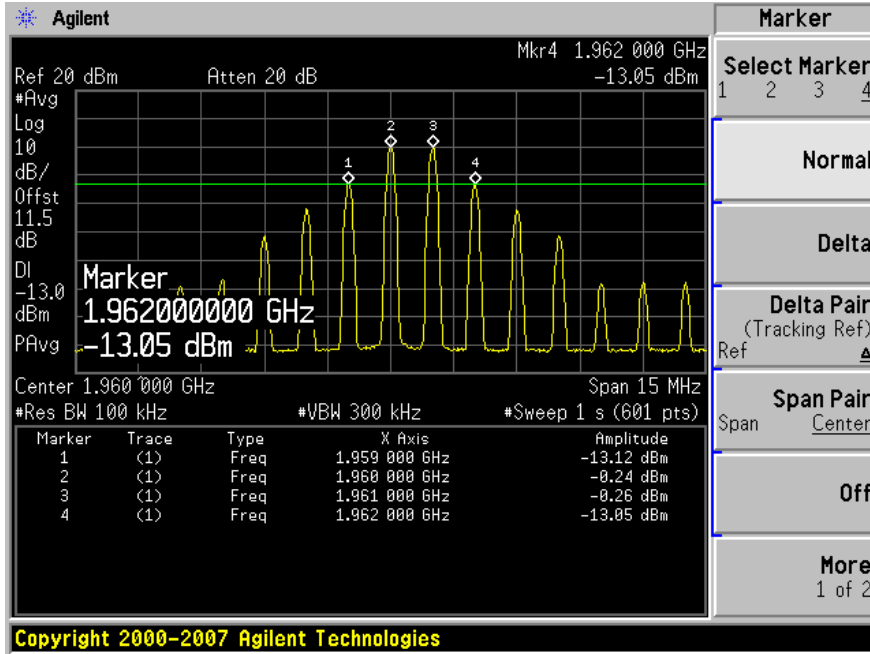 Agilent
Marker
Mkr4 1.962 000 GHz
Ref 20 dBm Atten 20 dB -13.05 dBm
#Avg
Log
10
dB/
Offst
11.5
dB
DI
-13.0
dBm
PAvg
1
2
3
4
Marker
1.962000000 GHz
-13.05 dBm
Center 1.960 000 GHz Span 15 MHz
#Res BW 100 kHz #VBW 300 kHz #Sweep 1 s (601 pts)
Marker Trace Type X Axis Amplitude
1 (1) Freq 1.959 000 GHz -13.12 dBm
2 (1) Freq 1.960 000 GHz -0.24 dBm
3 (1) Freq 1.961 000 GHz -0.26 dBm
4 (1) Freq 1.962 000 GHz -13.05 dBm
Select Marker
1 2 3 4
Normal
Delta
Delta Pair
(Tracking Ref)
Ref Δ
Span Pair
Span Center
Off
More
1 of 2
Copyright 2000-2007 Agilent Technologies